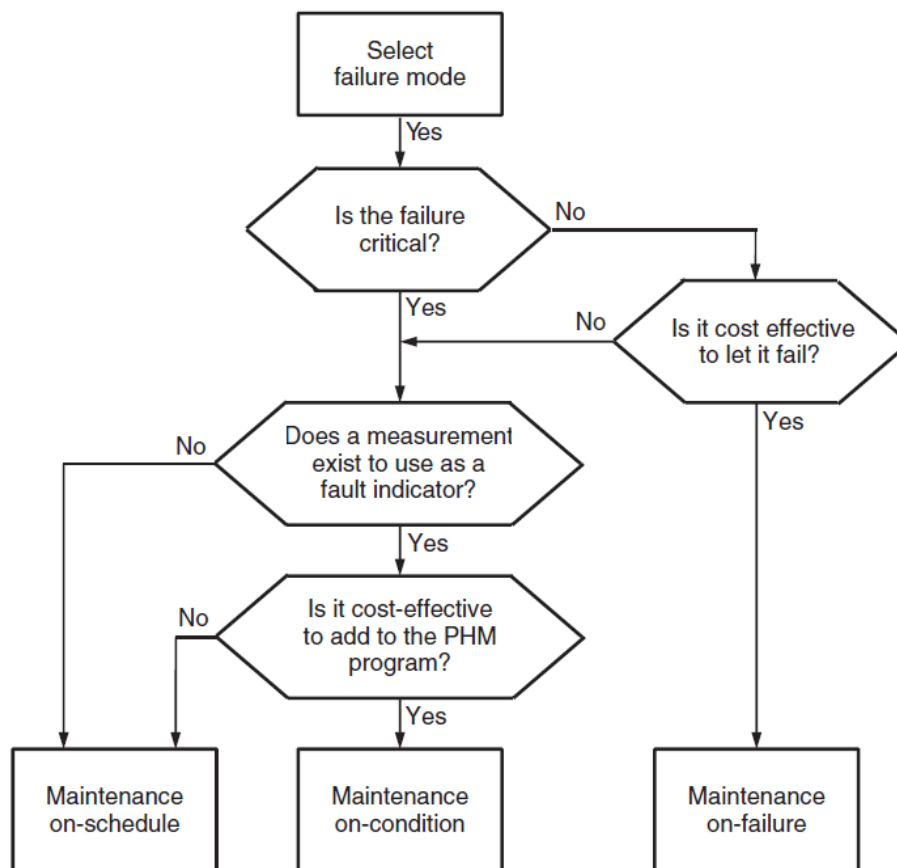 Select
failure mode
Yes
Is the failure
critical?
No
Yes
No
Is it cost effective
to let it fail?
Yes
No
Does a measurement
exist to use as a
fault indicator?
Yes
No
Is it cost-effective
to add to the PHM
program?
Yes
Maintenance
on-schedule
Maintenance
on-condition
Maintenance
on-failure